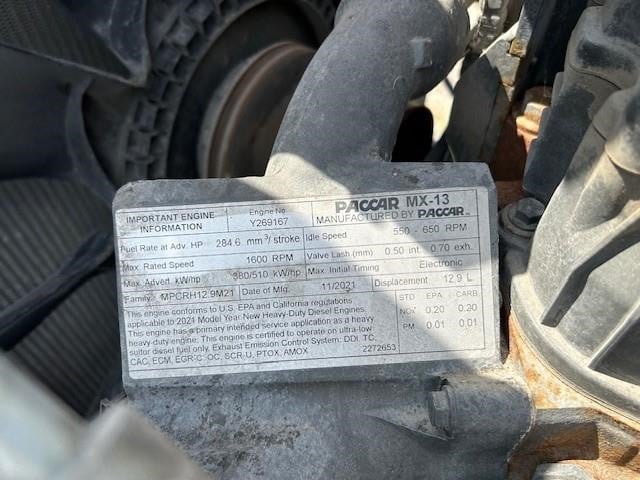 IMPORTANT ENGINE INFORMATION
Engine No Y269167
PACCAR MX-13
MANUFACTURED BY PACCAR INC
Fuel Rate at Adv. HP 284.6 mm³/stroke Idle Speed 550 - 650 RPM
Max. Rated Speed 1600 RPM Valve Lash (mm) 0.50 int. 0.70 exh.
Max. Advert. kW/hp 380/510 kW/hp Max. Initial Timing Electronic
Family MPCRH12.9M21 Date of Mfg. 11/2021 Displacement 12.9 L
This engine conforms to U.S. EPA and California regulations
applicable to 2021 Model Year New Heavy-Duty Diesel Engines.
This engine has a primary intended service application as a heavy
heavy-duty engine. This engine is certified to operate on ultra-low
sulfur diesel fuel only. Exhaust Emission Control System: DDI, TC,
CAC, ECM, EGR-C, OC, SCR-U, PTOX, AMOX
2272653
STD EPA CARB
NOx 0.20 0.20
PM 0.01 0.01